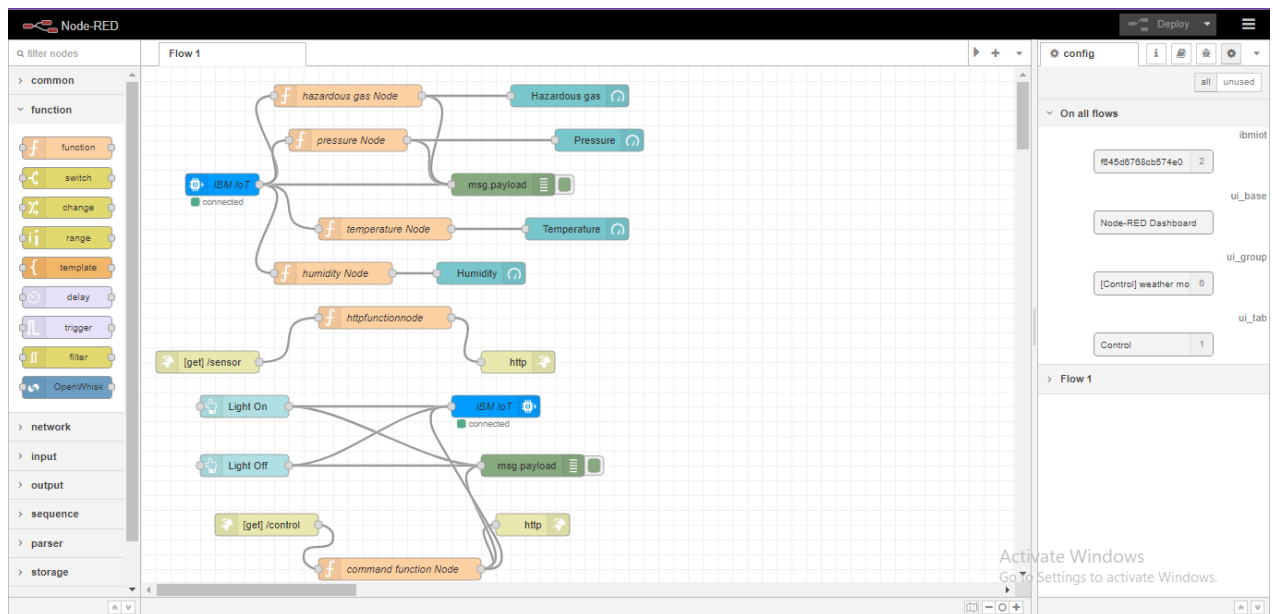 Node-RED
Deploy
filter nodes
Flow 1
config
i
all
unused
common
function
function
switch
change
range
template
delay
trigger
filter
OpenWhisk
network
input
output
sequence
parser
storage
hazardous gas Node
Hazardous gas
pressure Node
Pressure
IBM IoT
connected
msg.payload
temperature Node
Temperature
humidity Node
Humidity
httpfunctionnode
[get] /sensor
http
Light On
IBM IoT
connected
Light Off
msg.payload
[get] /control
http
command function Node
On all flows
ibmiot
f645d6768cb574e0 2
ui_base
Node-RED Dashboard
ui_group
[Control] weather mo 6
ui_tab
Control 1
Flow 1
Activate Windows
Go to Settings to activate Windows.